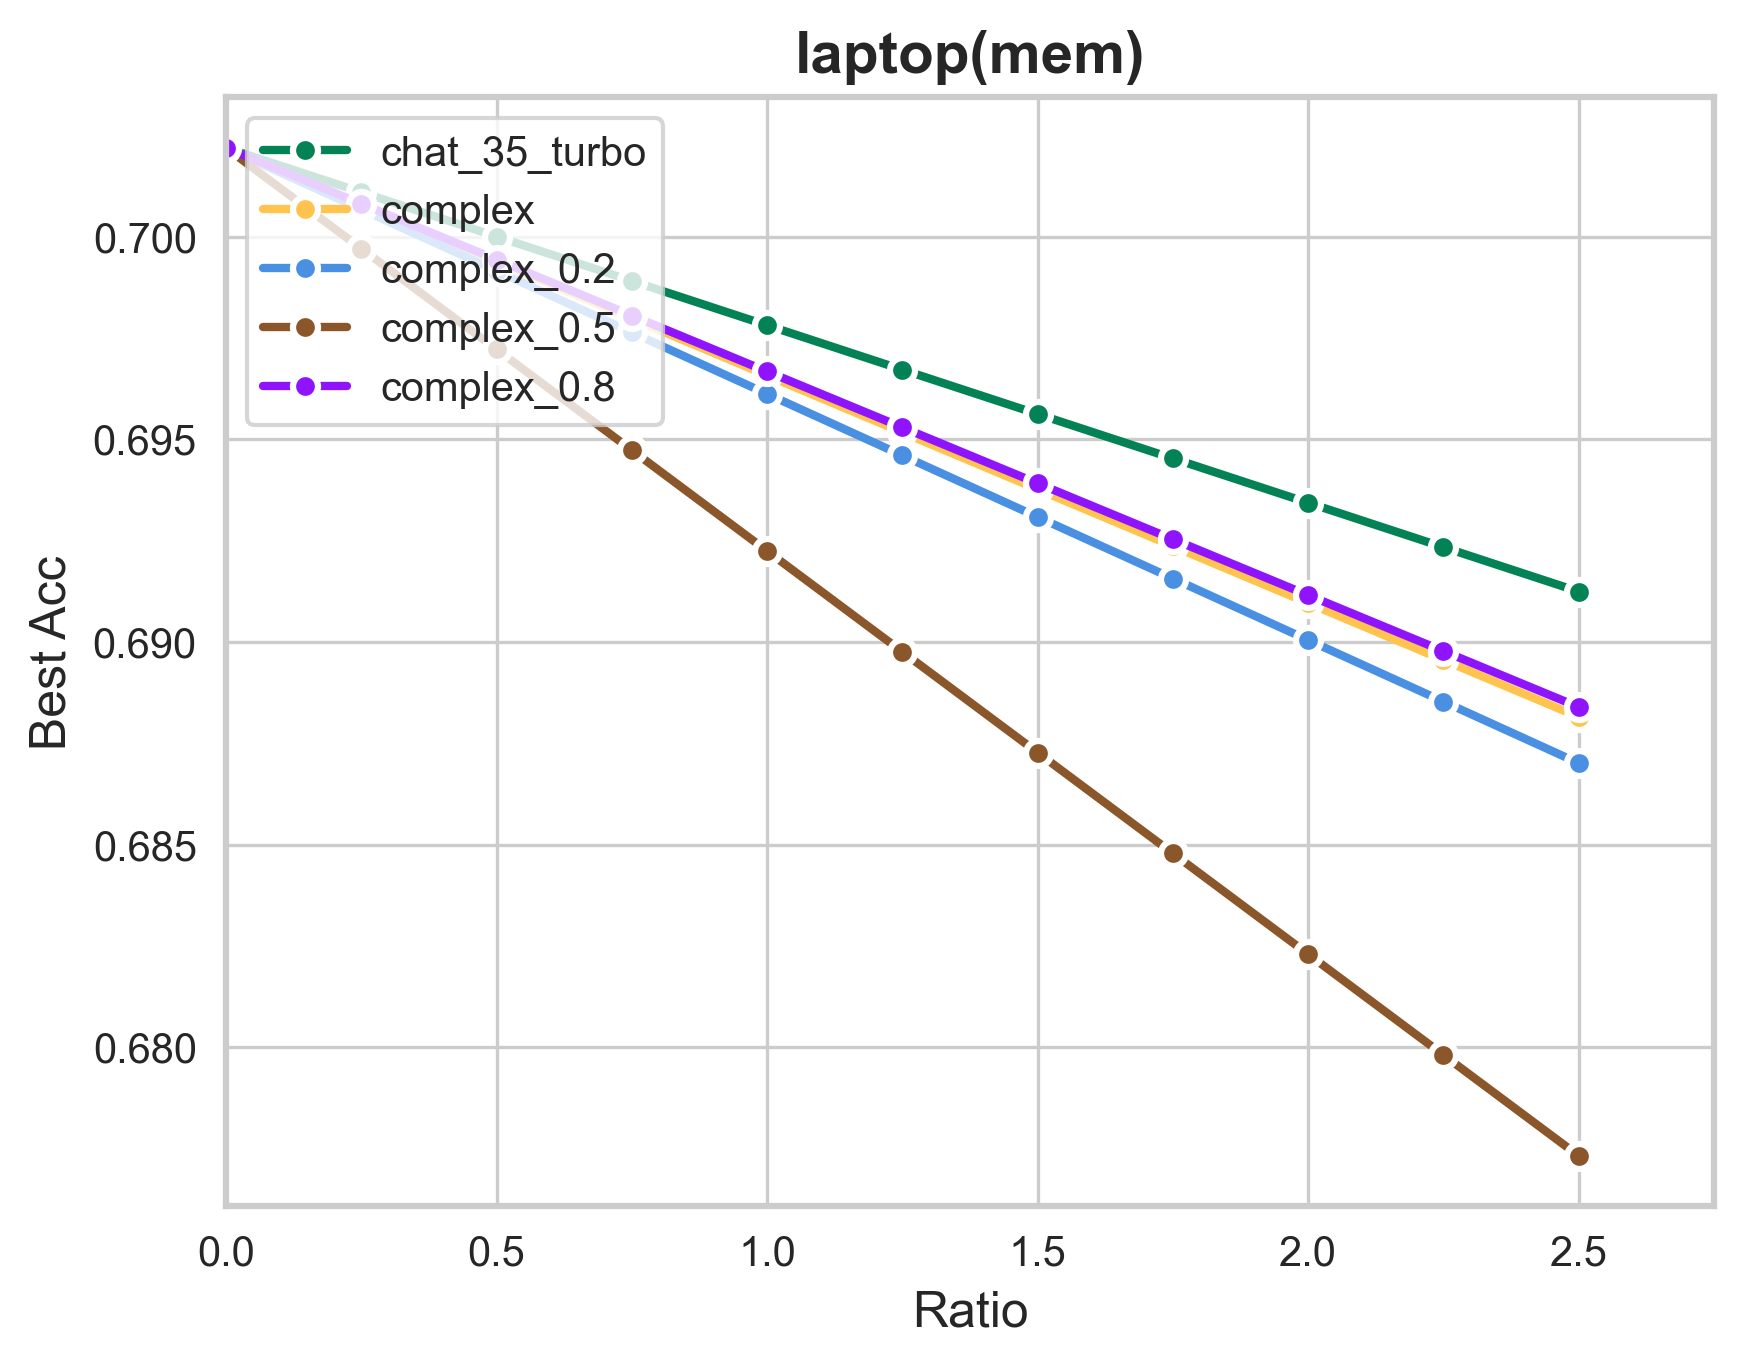 laptop(mem)
chat_35_turbo
complex
complex_0.2
complex_0.5
complex_0.8
0.700
0.695
0.690
0.685
0.680
Best Acc
0.0 0.5 1.0 1.5 2.0 2.5
Ratio